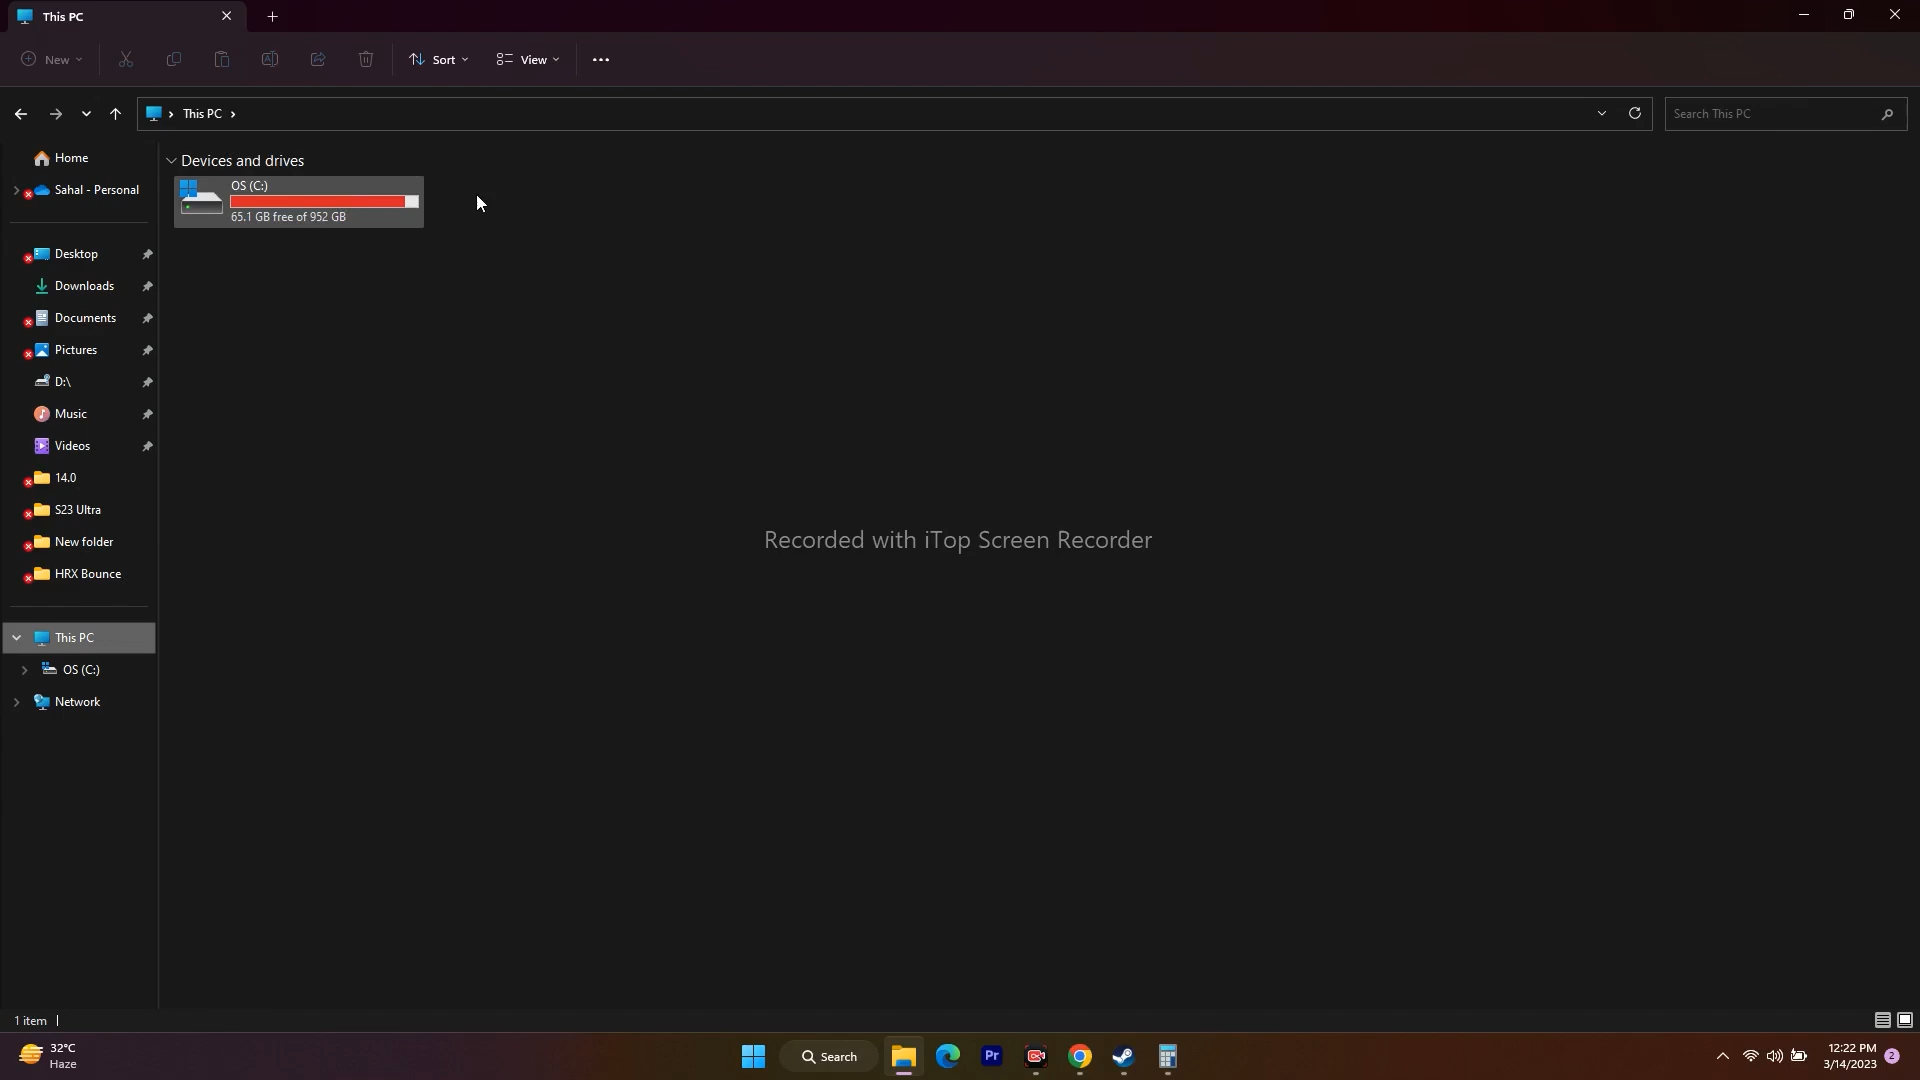 This PC
New
Sort
View
This PC
Search This PC
Home
Sahal - Personal
Desktop
Downloads
Documents
Pictures
D:\
Music
Videos
14.0
S23 Ultra
New folder
HRX Bounce
This PC
OS (C:)
Network
Devices and drives
OS (C:)
65.1 GB free of 952 GB
Recorded with iTop Screen Recorder
1 item
32°C
Haze
Search
Pr
12:22 PM
3/14/2023
2